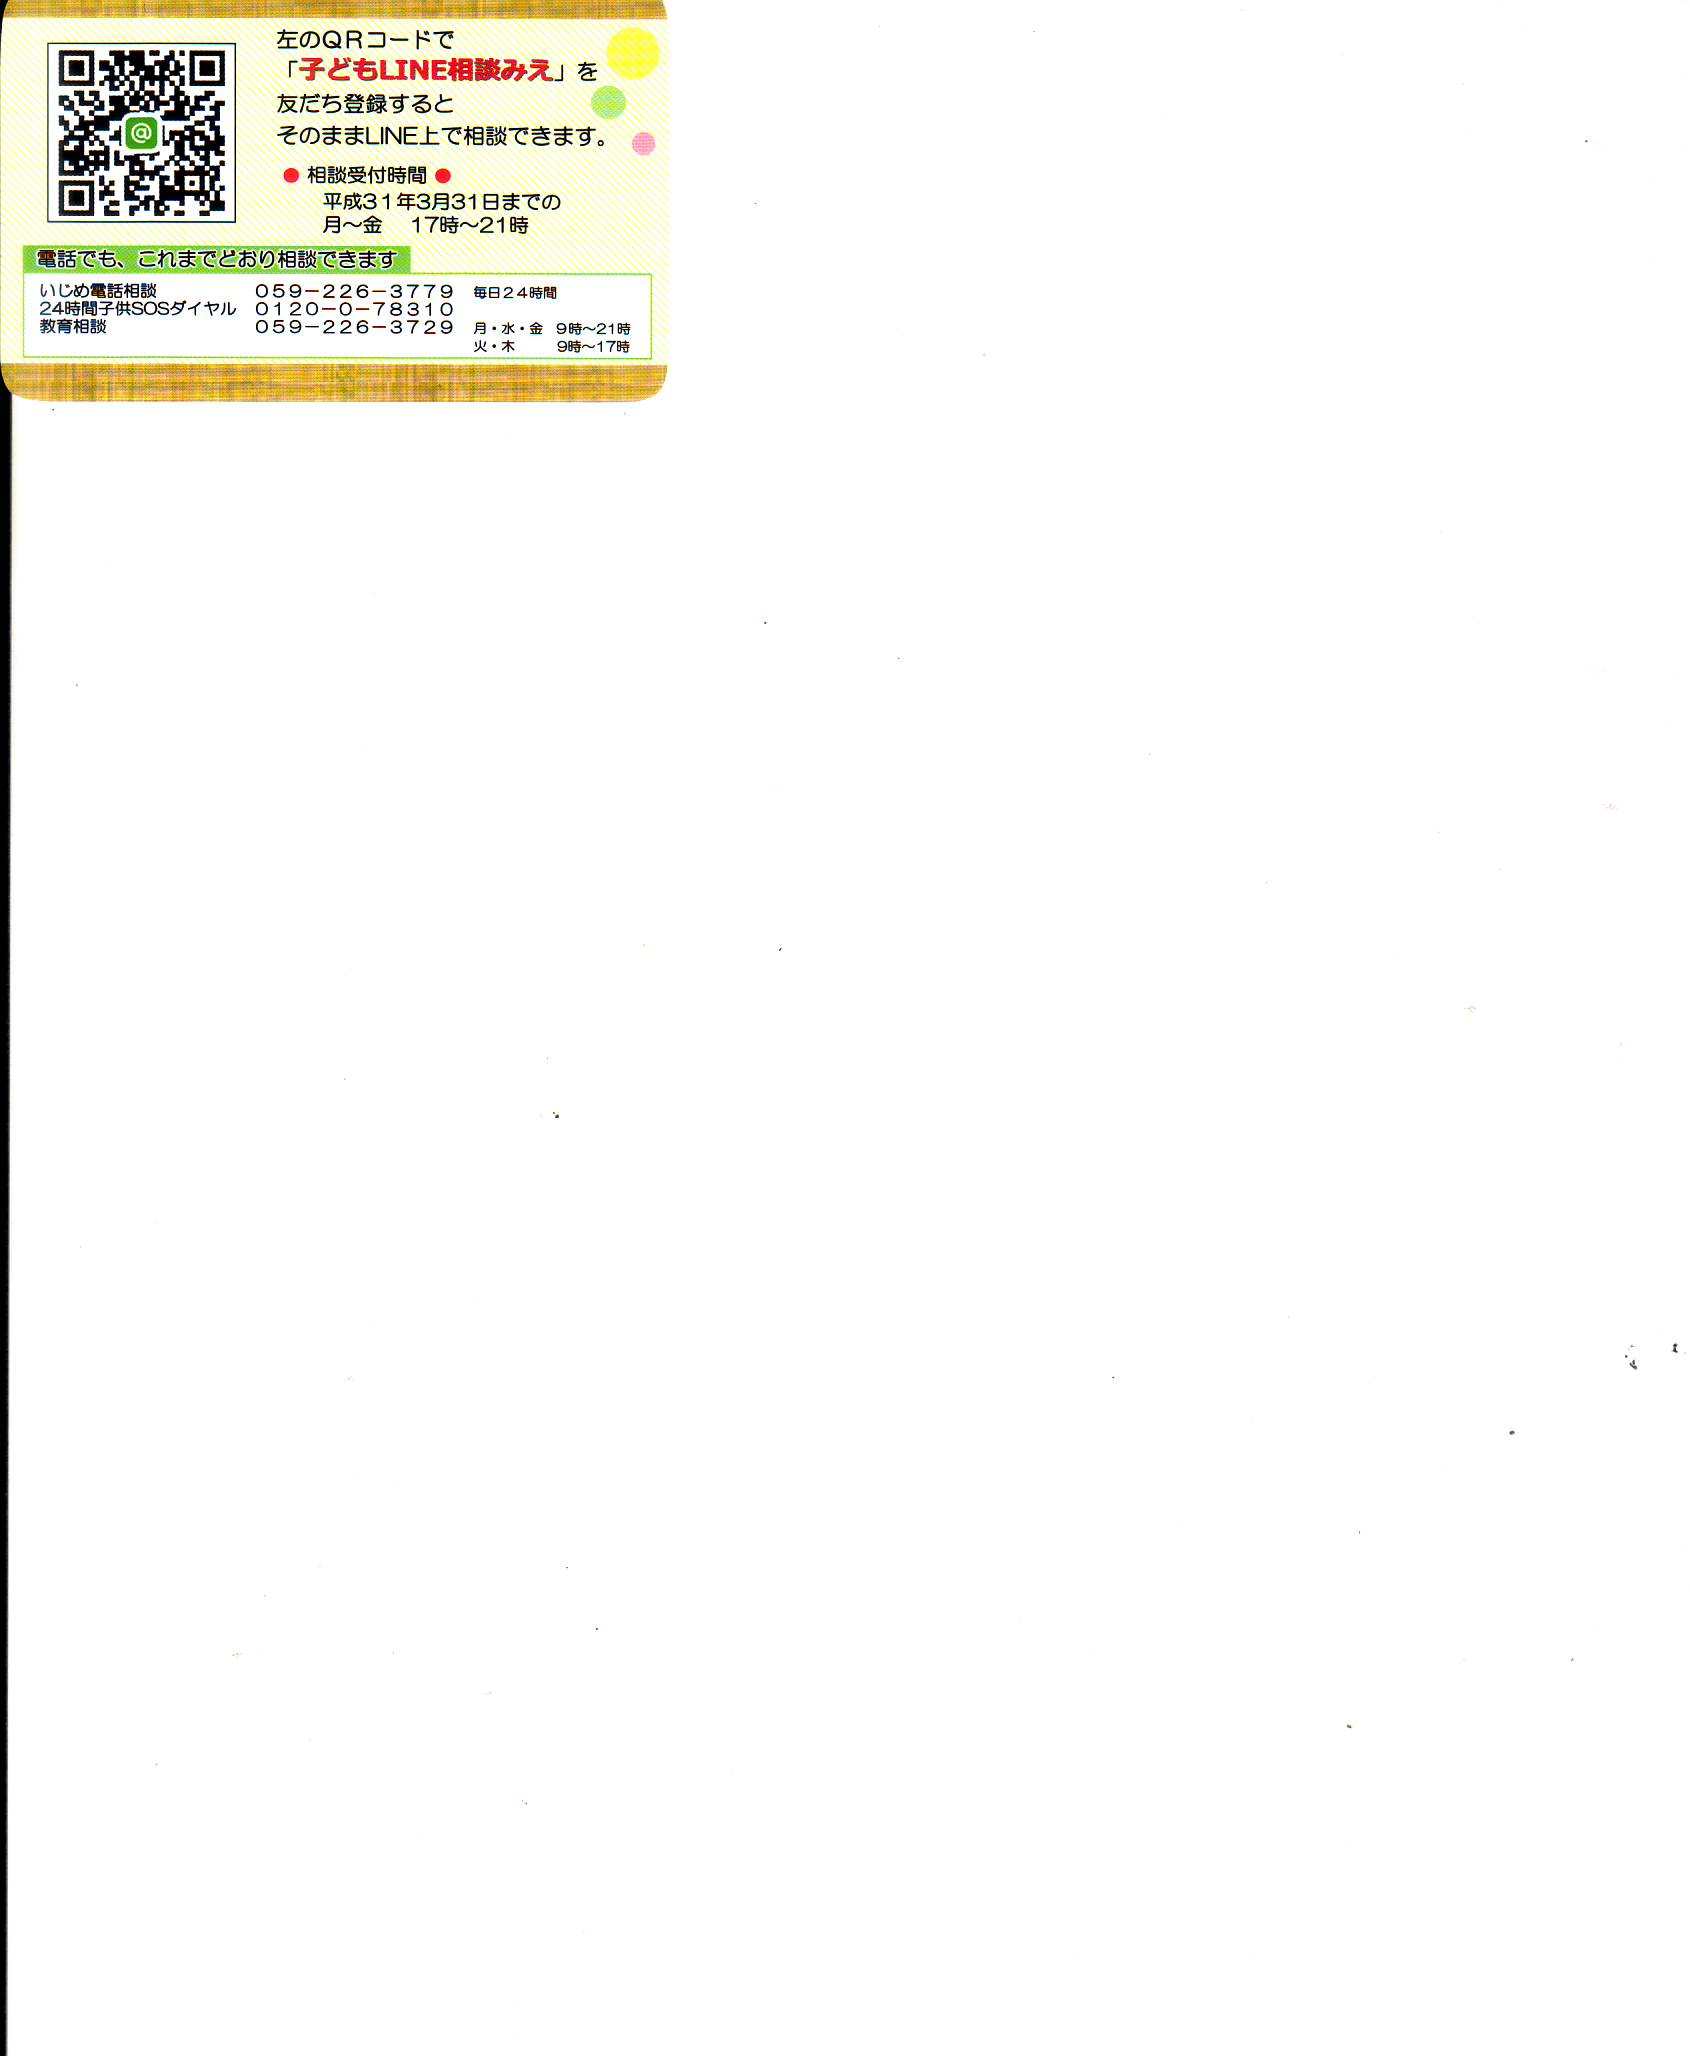 左のQRコードで
「子どもLINE相談みえ」を
友だち登録すると
そのままLINE上で相談できます。
● 相談受付時間 ●
平成31年3月31日までの
月～金　17時～21時
電話でも、これまでどおり相談できます
いじめ電話相談　059－226－3779　毎日24時間
24時間子供SOSダイヤル　0120－0－78310
教育相談　059－226－3729　月・水・金　9時～21時
火・木　9時～17時